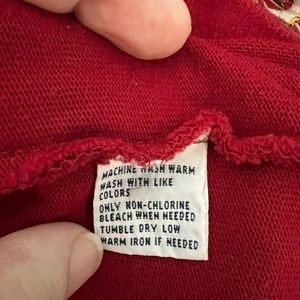 MACHINE WASH WARM
WASH WITH LIKE
COLORS
ONLY NON-CHLORINE
BLEACH WHEN NEEDED
TUMBLE DRY LOW
WARM IRON IF NEEDED